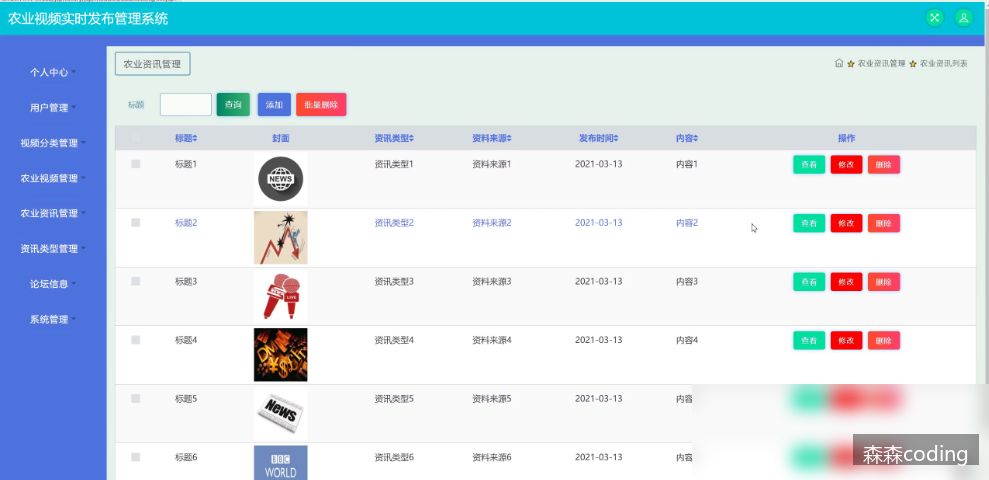 农业视频实时发布管理系统
个人中心
用户管理
视频分类管理
农业视频管理
农业资讯管理
资讯类型管理
论坛信息
系统管理
农业资讯管理
农业资讯管理 农业资讯列表
标题 查询 添加 批量删除
标题 封面 资讯类型 资料来源 发布时间 内容 操作
标题1 NEWS 资讯类型1 资料来源1 2021-03-13 内容1 查看 修改 删除
标题2 资讯类型2 资料来源2 2021-03-13 内容2 查看 修改 删除
标题3 LIVE 资讯类型3 资料来源3 2021-03-13 内容3 查看 修改 删除
标题4 资讯类型4 资料来源4 2021-03-13 内容4 查看 修改 删除
标题5 News 资讯类型5 资料来源5 2021-03-13 内容
标题6 BBC WORLD 资讯类型6 资料来源6 2021-03-13 内容
森森coding